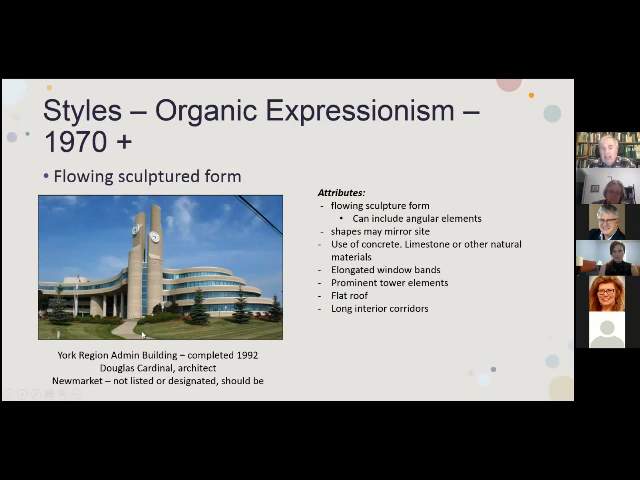 Styles – Organic Expressionism –
1970 +
• Flowing sculptured form
Attributes:
- flowing sculpture form
• Can include angular elements
- shapes may mirror site
- Use of concrete. Limestone or other natural
materials
- Elongated window bands
- Prominent tower elements
- Flat roof
- Long interior corridors
York Region Admin Building – completed 1992
Douglas Cardinal, architect
Newmarket – not listed or designated, should be